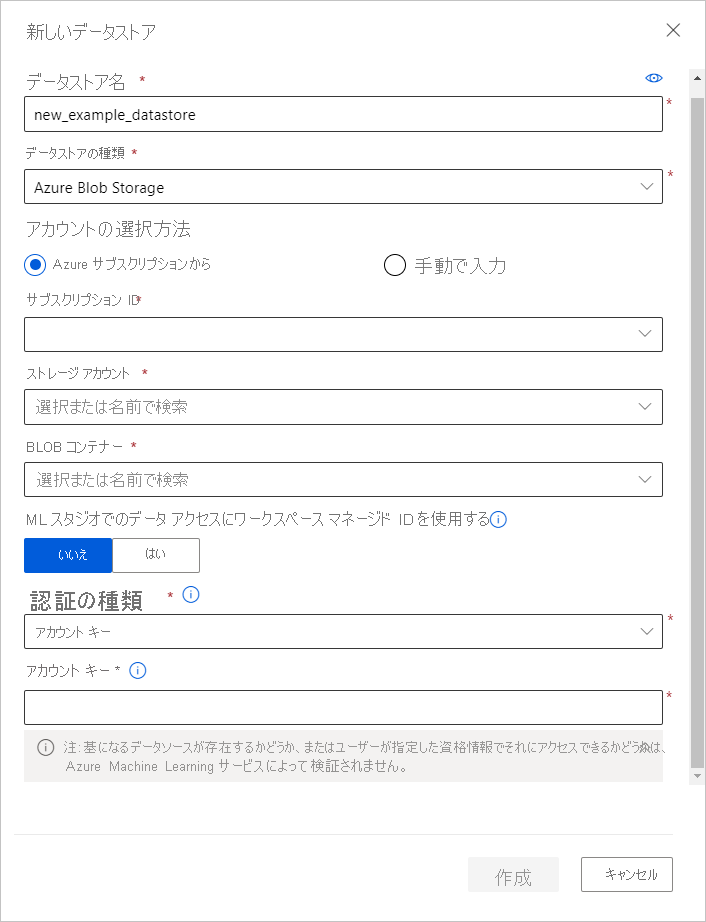 新しいデータストア
データストア名 *
new_example_datastore
*
データストアの種類 *
Azure Blob Storage
*
アカウントの選択方法
Azure サブスクリプションから
手動で入力
サブスクリプション ID*
ストレージ アカウント *
選択または名前で検索
BLOB コンテナー *
選択または名前で検索
ML スタジオでのデータ アクセスにワークスペース マネージド ID を使用する
いいえ
はい
認証の種類 *
アカウント キー
*
アカウント キー *
*
注: 基になるデータソースが存在するかどうか、またはユーザーが指定した資格情報でそれにアクセスできるかどうかは、
Azure Machine Learning サービスによって検証されません。
作成
キャンセル